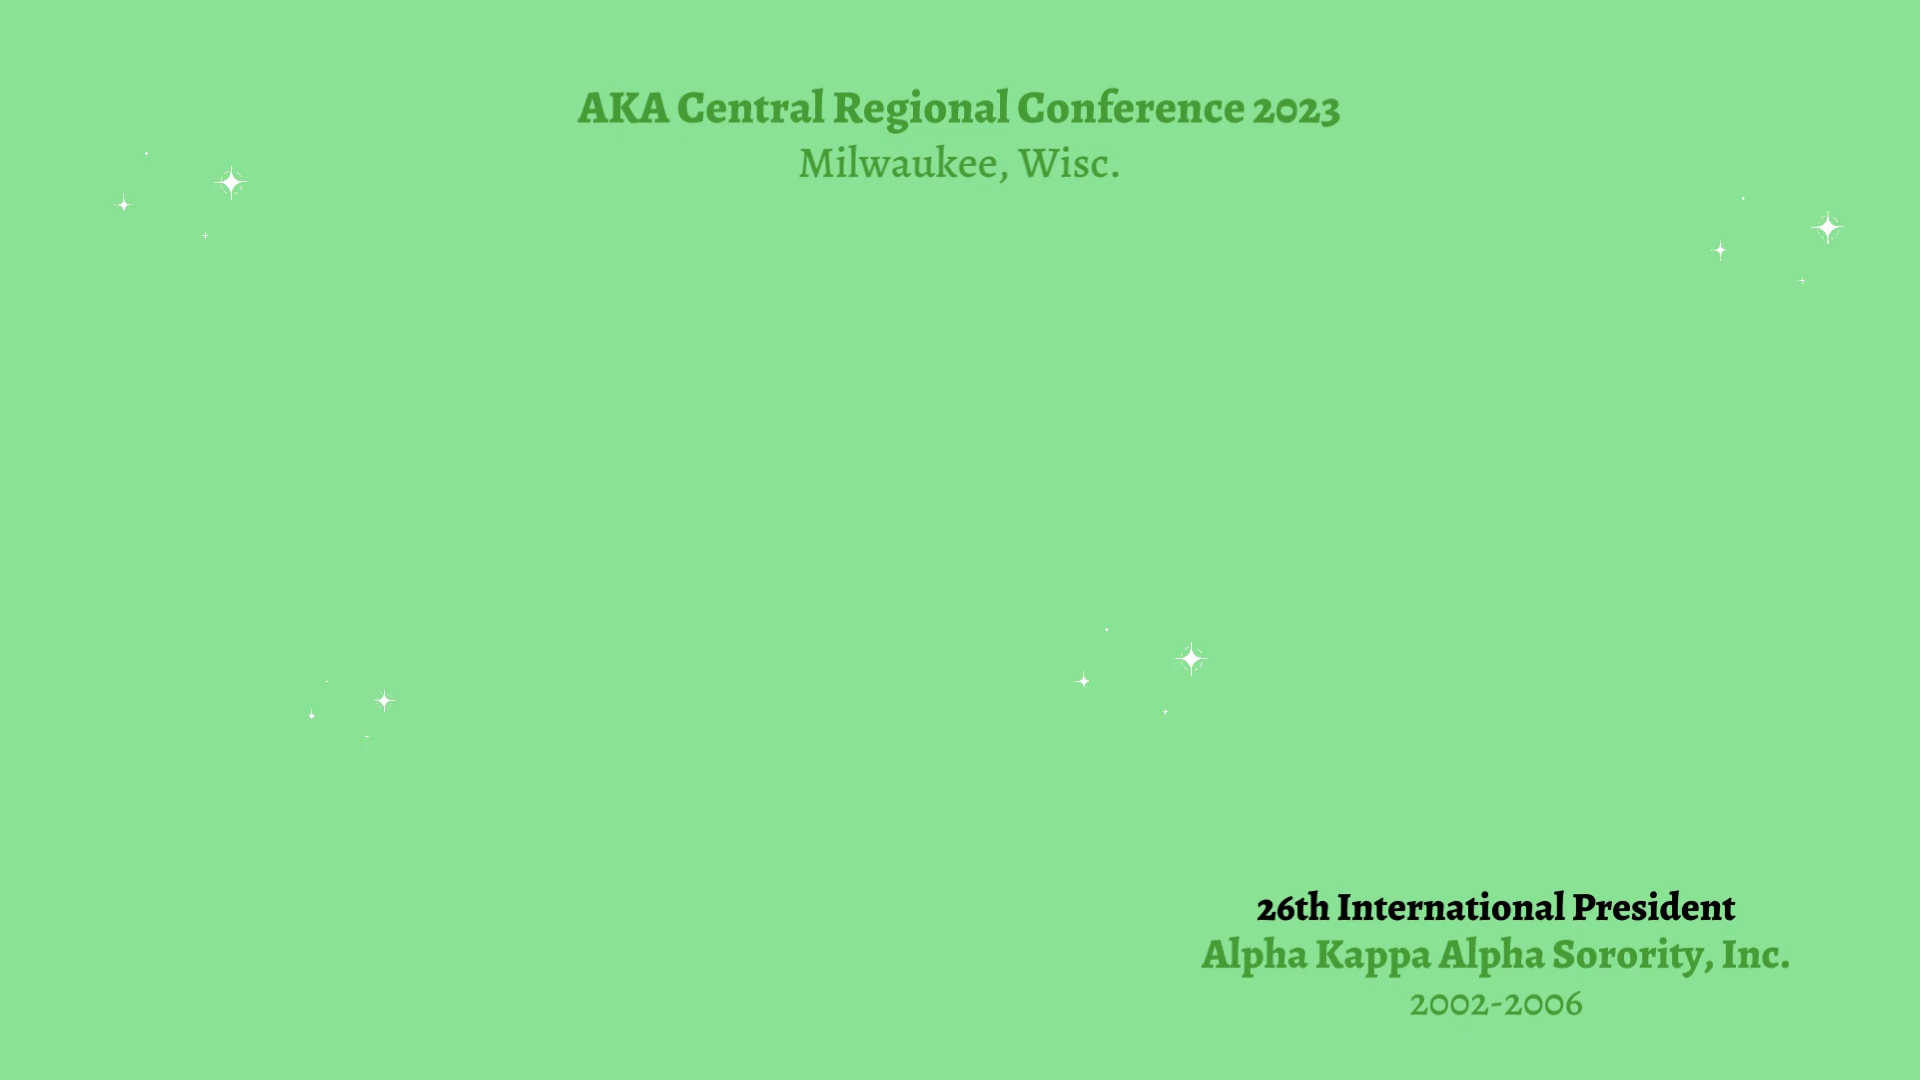 AKA Central Regional Conference 2023
Milwaukee, Wisc.
26th International President
Alpha Kappa Alpha Sorority, Inc.
2002-2006